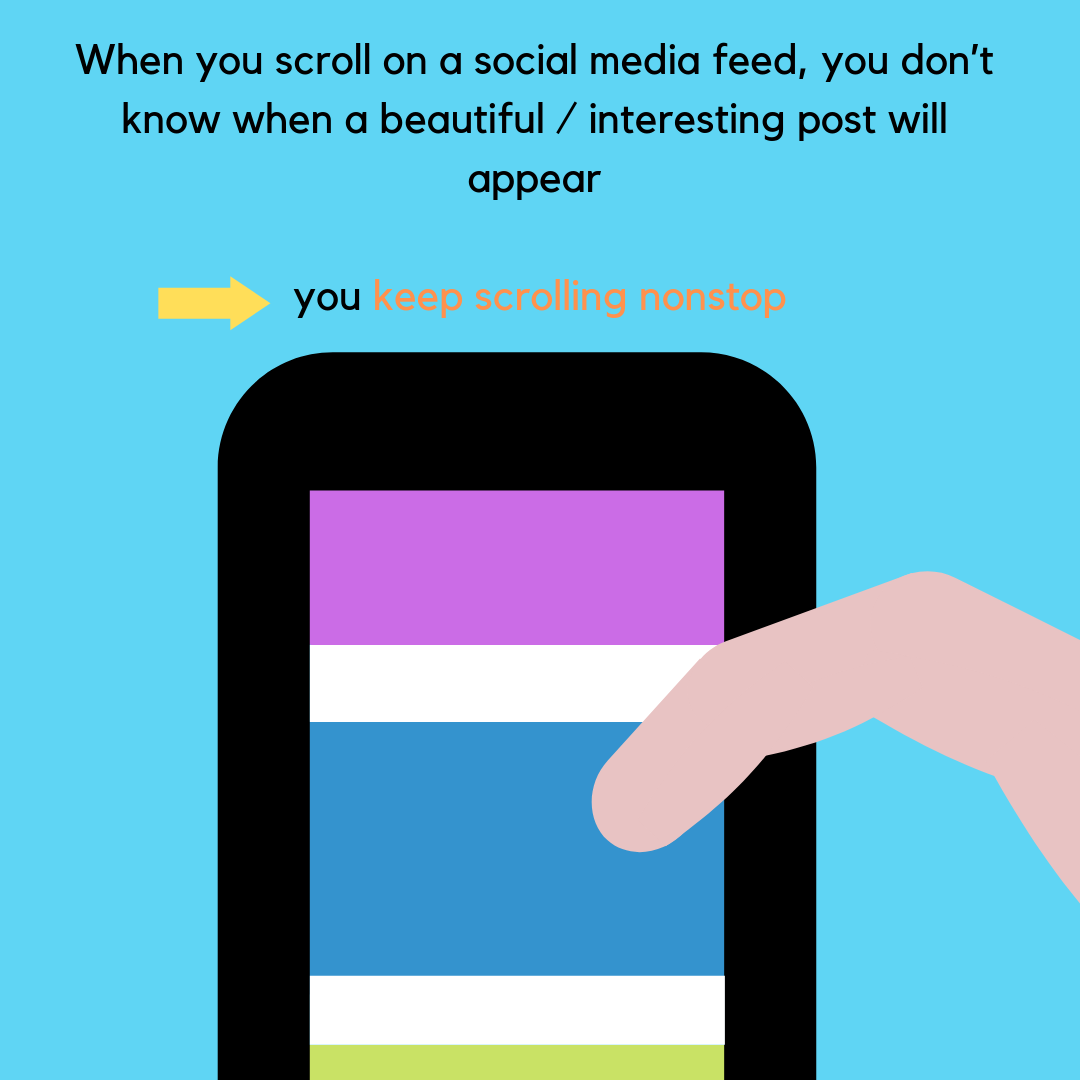 When you scroll on a social media feed, you don’t
know when a beautiful / interesting post will
appear
you keep scrolling nonstop